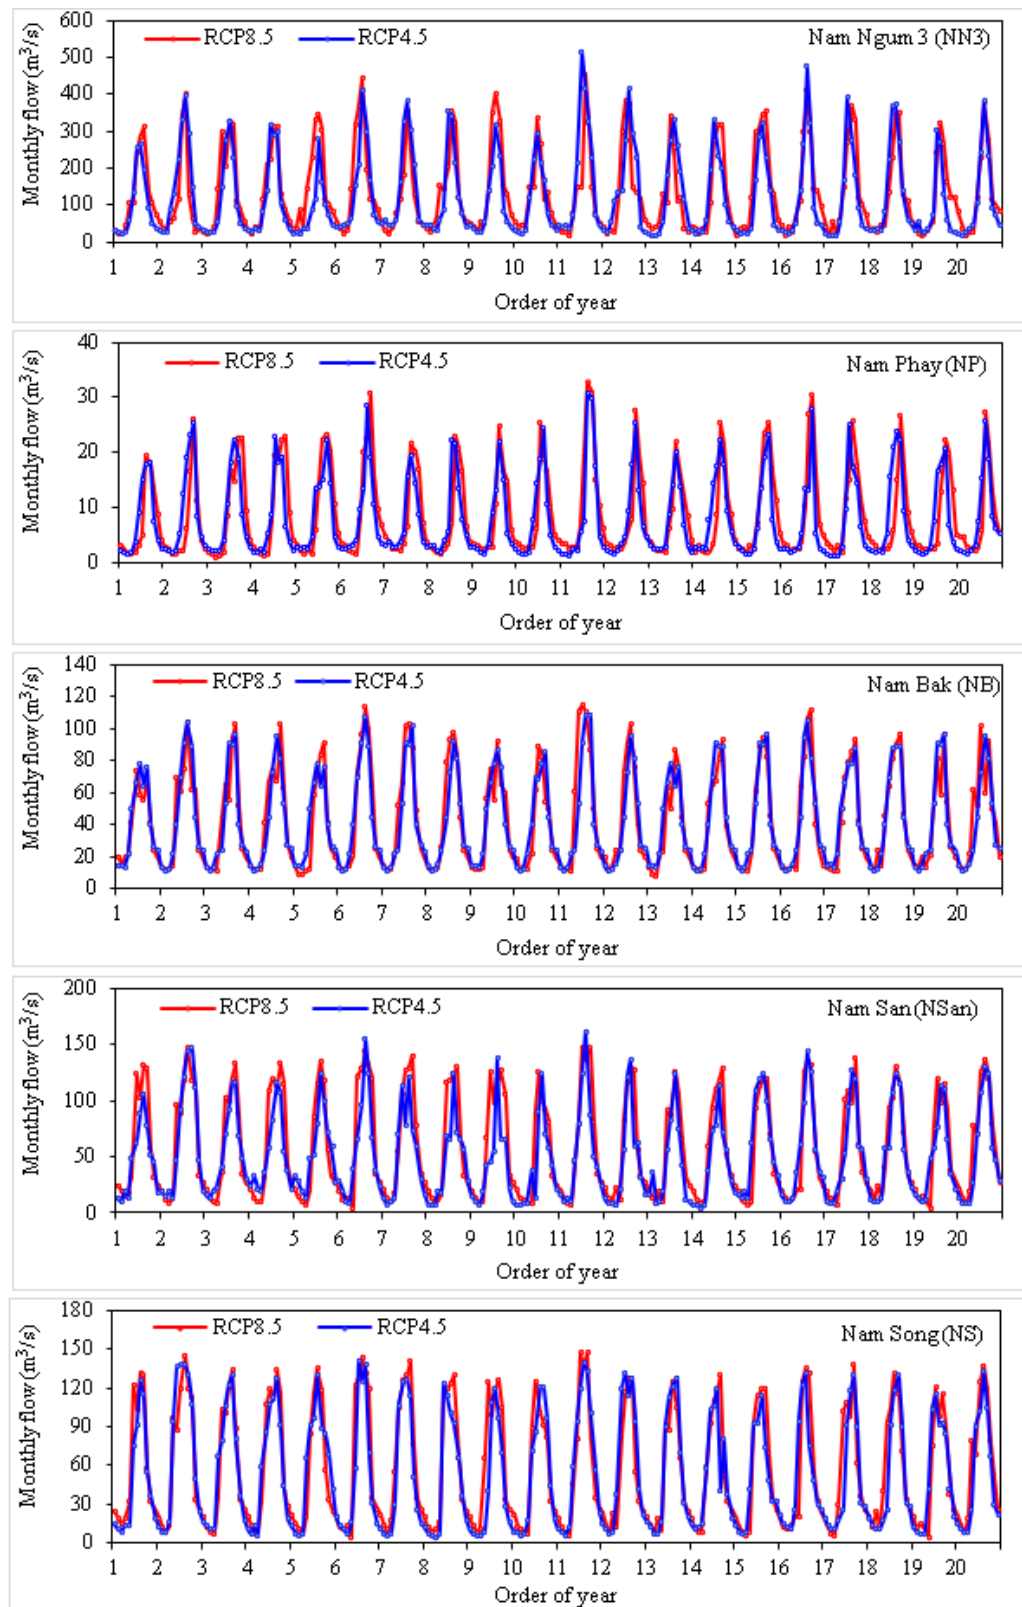 Monthly flow (m³/s)
600
500
400
300
200
100
0
RCP8.5
RCP4.5
Nam Ngum 3 (NN3)
1 2 3 4 5 6 7 8 9 10 11 12 13 14 15 16 17 18 19 20
Order of year
Monthly flow (m³/s)
40
30
20
10
0
RCP8.5
RCP4.5
Nam Phay (NP)
1 2 3 4 5 6 7 8 9 10 11 12 13 14 15 16 17 18 19 20
Order of year
Monthly flow (m³/s)
140
120
100
80
60
40
20
0
RCP8.5
RCP4.5
Nam Bak (NB)
1 2 3 4 5 6 7 8 9 10 11 12 13 14 15 16 17 18 19 20
Order of year
Monthly flow (m³/s)
200
150
100
50
0
RCP8.5
RCP4.5
Nam San (NSan)
1 2 3 4 5 6 7 8 9 10 11 12 13 14 15 16 17 18 19 20
Order of year
Monthly flow (m³/s)
180
150
120
90
60
30
0
RCP8.5
RCP4.5
Nam Song (NS)
1 2 3 4 5 6 7 8 9 10 11 12 13 14 15 16 17 18 19 20
Order of year